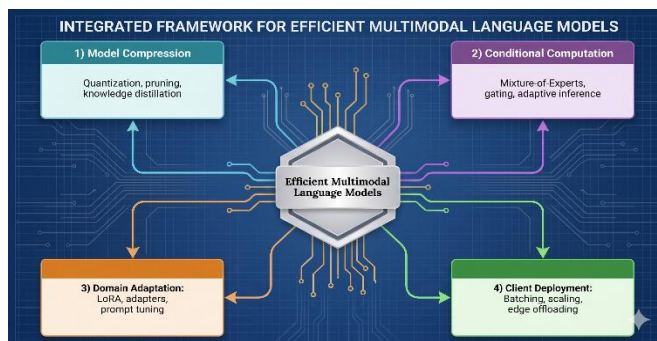 INTEGRATED FRAMEWORK FOR EFFICIENT MULTIMODAL LANGUAGE MODELS
1) Model Compression
Quantization, pruning,
knowledge distillation
2) Conditional Computation
Mixture-of-Experts,
gating, adaptive inference
Efficient Multimodal
Language Models
3) Domain Adaptation:
LoRA, adapters,
prompt tuning
4) Client Deployment:
Batching, scaling,
edge offloading